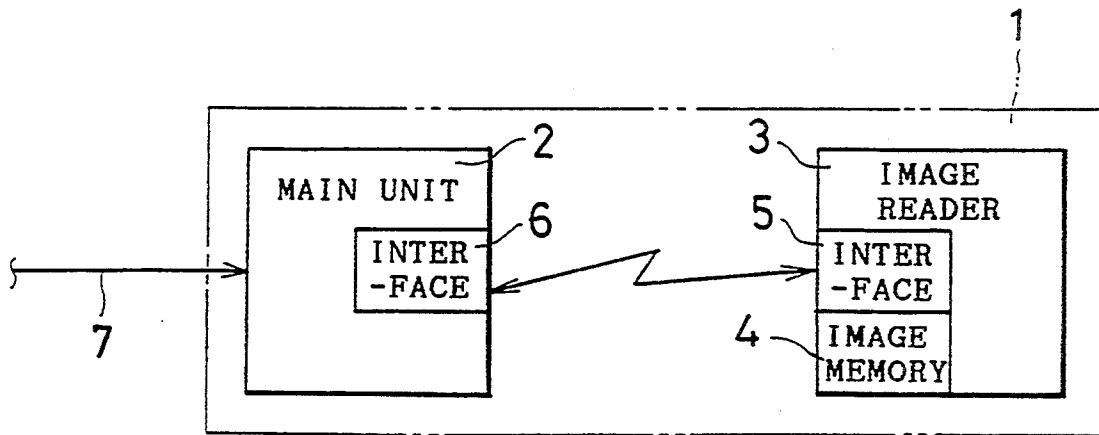 1
2
MAIN UNIT
6
INTER
-FACE
7
3
IMAGE
READER
5
INTER
-FACE
4
IMAGE
MEMORY